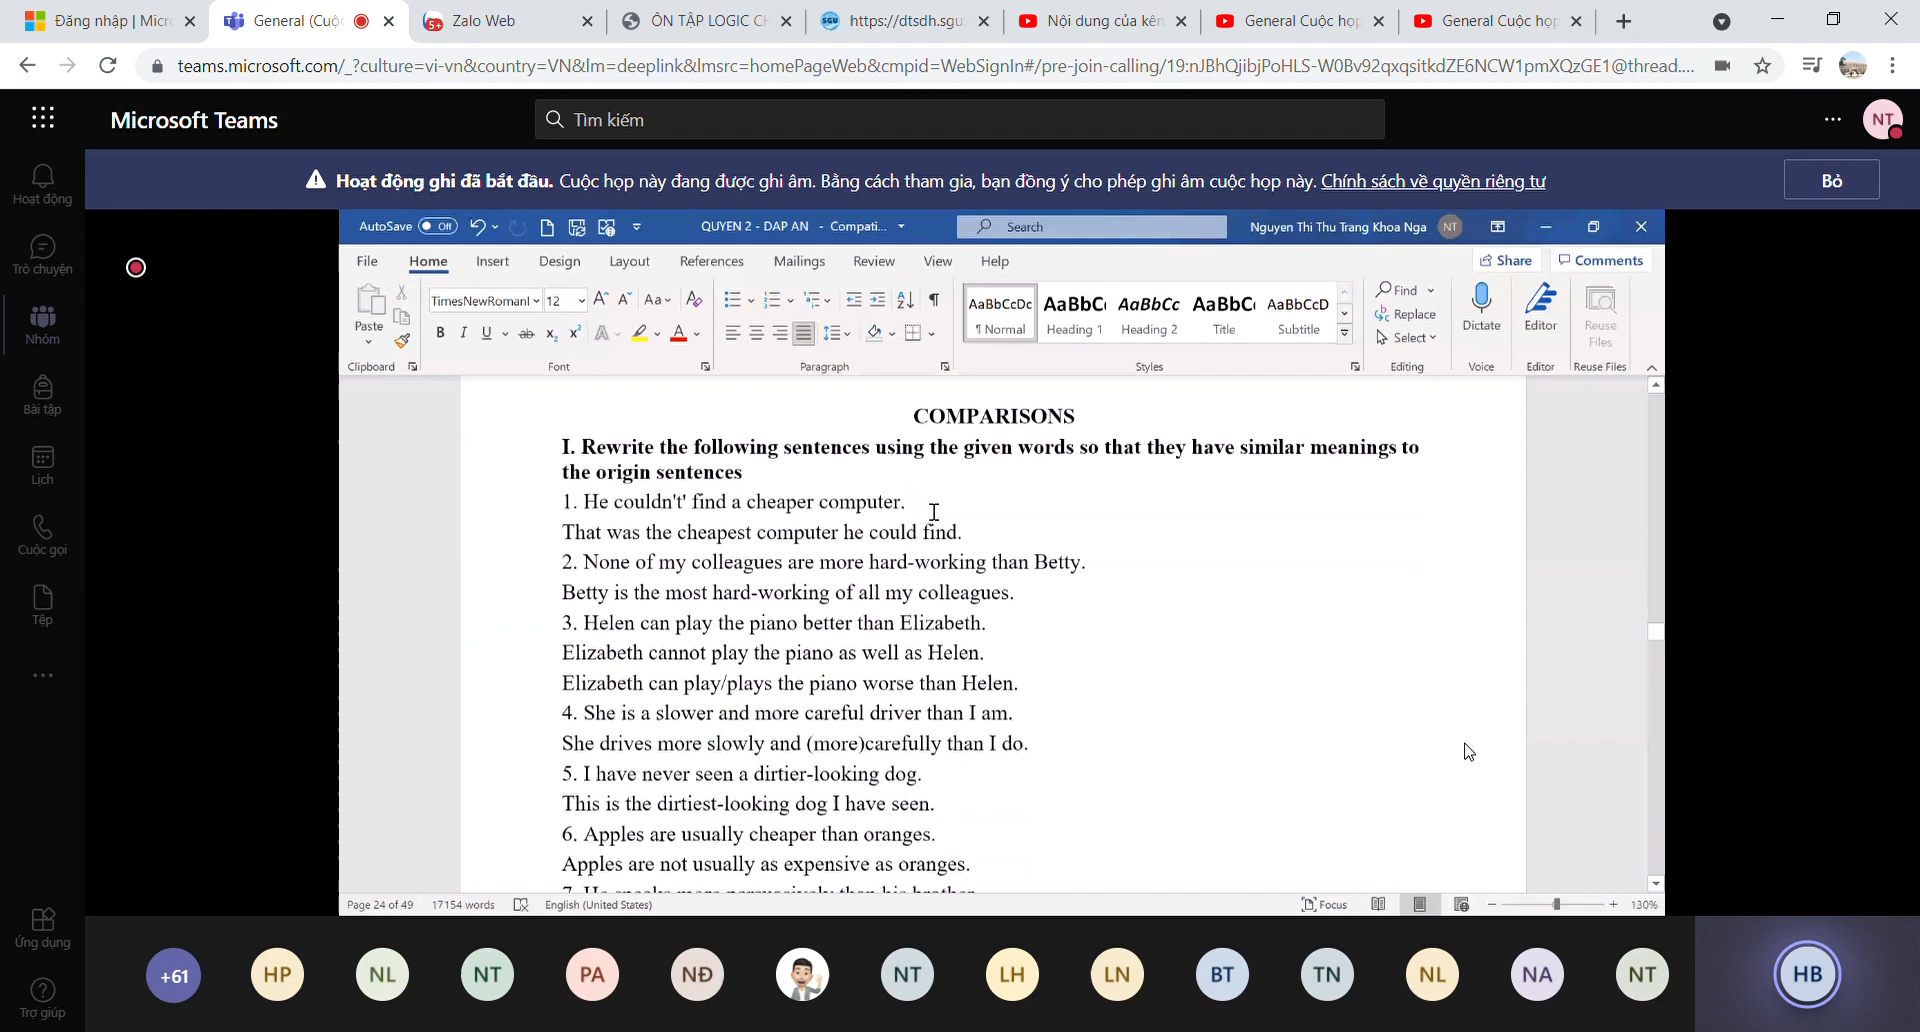 Đăng nhập | Micr
General (Cuộc
Zalo Web
ÔN TẬP LOGIC CH
https://dtsdh.sgu.
Nội dung của kên
General Cuộc họp
General Cuộc họp
teams.microsoft.com/_?culture=vi-vn&country=VN&lm=deeplink&lmsrc=homePageWeb&cmpid=WebSignIn#/pre-join-calling/19:nJBhQjibjPoHLS-W0Bv92qxqsitkdZE6NCW1pmXQzGE1@thread....
Microsoft Teams
Tìm kiếm
NT
Hoạt động ghi đã bắt đầu. Cuộc họp này đang được ghi âm. Bằng cách tham gia, bạn đồng ý cho phép ghi âm cuộc họp này. Chính sách về quyền riêng tư
Bỏ
Hoạt động
Trò chuyện
Nhóm
Bài tập
Lịch
Cuộc gọi
Tệp
Ứng dụng
Trợ giúp
AutoSave Off
QUYEN 2 - DAP AN - Compati...
Search
Nguyen Thi Thu Trang Khoa Nga NT
File Home Insert Design Layout References Mailings Review View Help
Share Comments
Paste
TimesNewRomanl 12
AaBbCcDc AaBbC AaBbCc AaBbC AaBbCcD
¶ Normal Heading 1 Heading 2 Title Subtitle
Find
Replace
Select
Dictate
Editor
Reuse
Files
Clipboard Font Paragraph Styles Editing Voice Editor Reuse Files
COMPARISONS
I. Rewrite the following sentences using the given words so that they have similar meanings to
the origin sentences
1. He couldn't' find a cheaper computer.
That was the cheapest computer he could find.
2. None of my colleagues are more hard-working than Betty.
Betty is the most hard-working of all my colleagues.
3. Helen can play the piano better than Elizabeth.
Elizabeth cannot play the piano as well as Helen.
Elizabeth can play/plays the piano worse than Helen.
4. She is a slower and more careful driver than I am.
She drives more slowly and (more)carefully than I do.
5. I have never seen a dirtier-looking dog.
This is the dirtiest-looking dog I have seen.
6. Apples are usually cheaper than oranges.
Apples are not usually as expensive as oranges.
7. He speaks more persuasively than his brother.
Page 24 of 49 17154 words English (United States)
Focus
130%
+61 HP NL NT PA NĐ NT LH LN BT TN NL NA NT HB